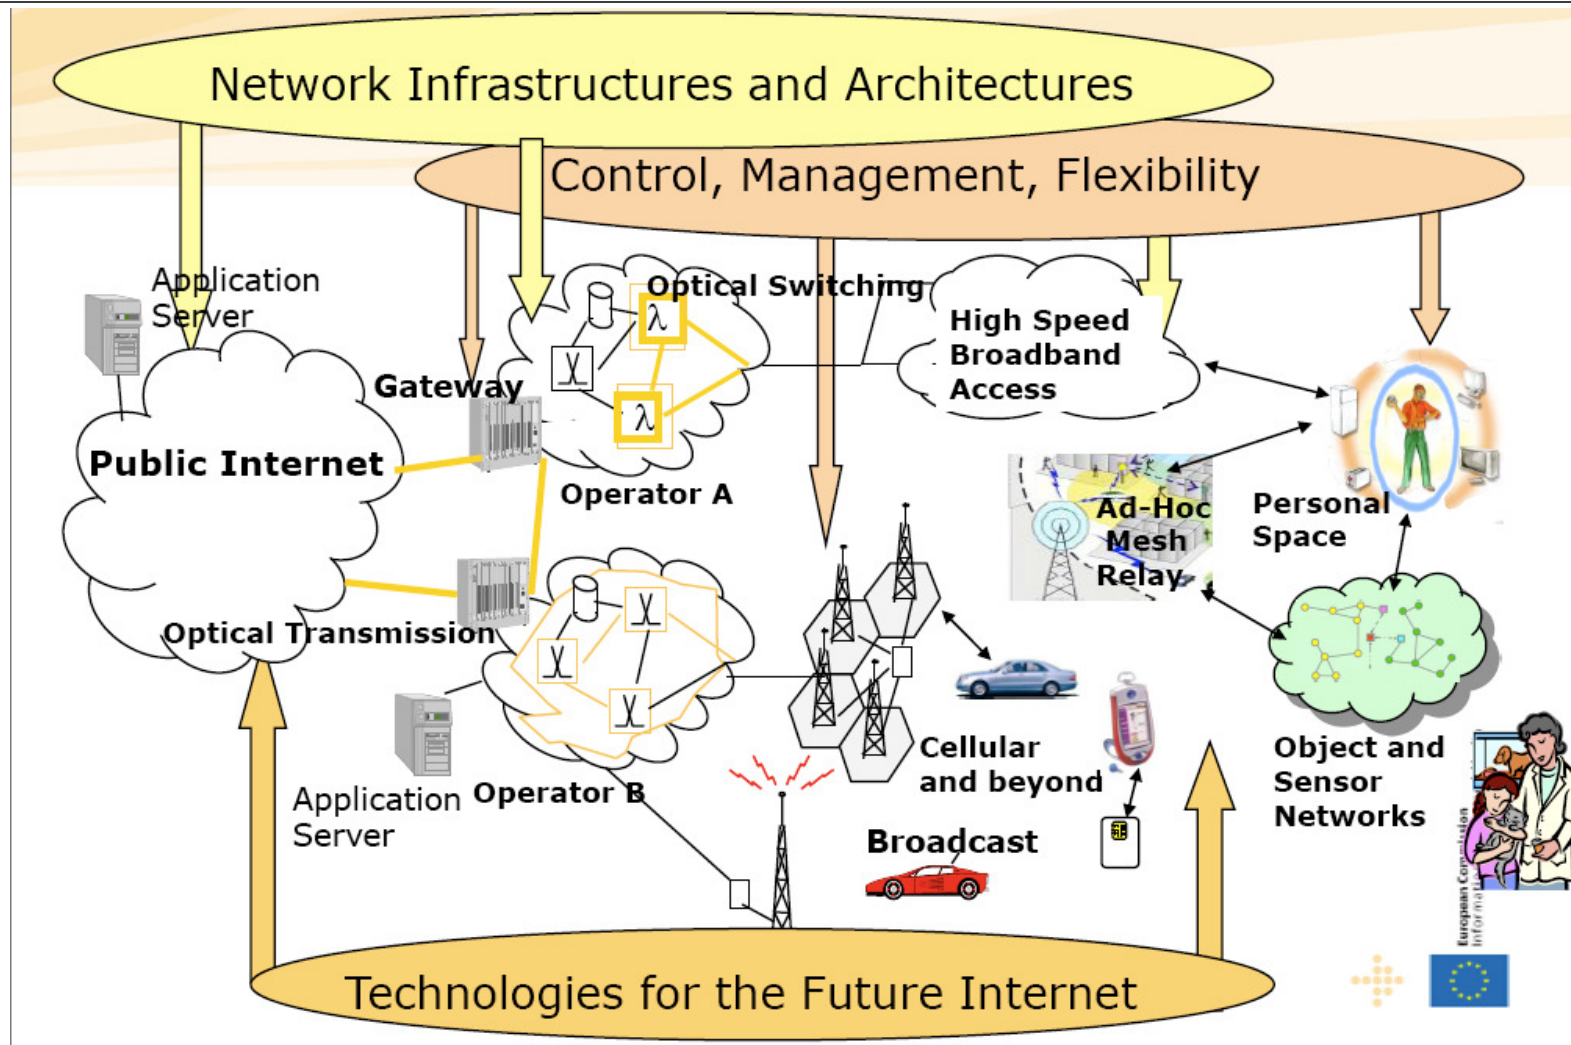 Network Infrastructures and Architectures
Control, Management, Flexibility
Application
Server
Optical Switching
High Speed
Broadband
Access
Gateway
λ
λ
Public Internet
Operator A
Ad-Hoc
Mesh
Relay
Personal
Space
Optical Transmission
Application
Server
Operator B
Cellular
and beyond
Broadcast
Object and
Sensor
Networks
European Commission
Technologies for the Future Internet